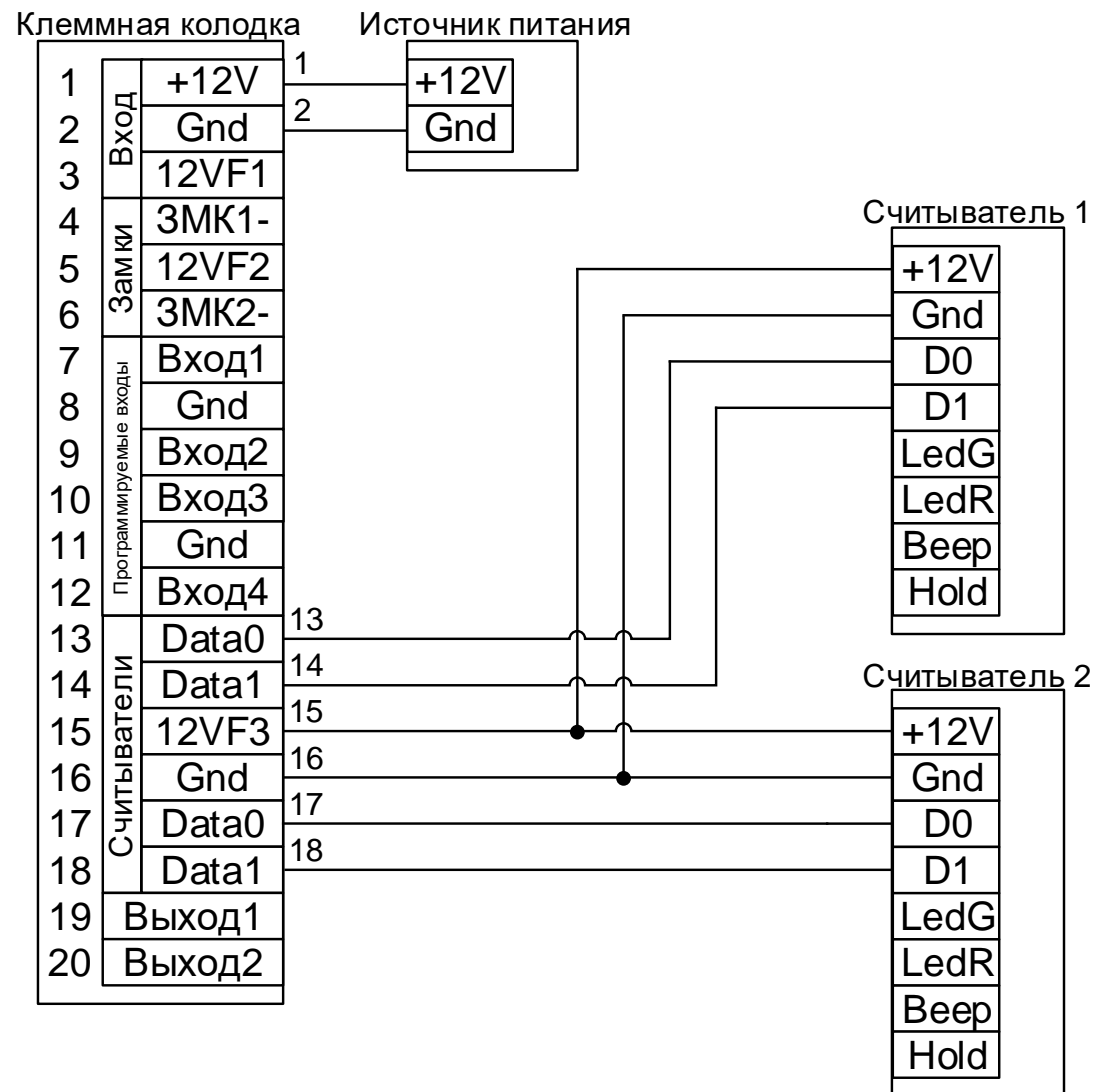 Клеммная колодка
Источник питания
1 +12V 1 +12V
2 Gnd 2 Gnd
3 12VF1
Вход
4 ЗМК1-
5 12VF2
6 ЗМК2-
Замки
7 Вход1
8 Gnd
9 Вход2
10 Вход3
11 Gnd
12 Вход4
Программируемые входы
13 Data0 13
14 Data1 14
15 12VF3 15
16 Gnd 16
17 Data0 17
18 Data1 18
Считыватели
19 Выход1
20 Выход2
Считыватель 1
+12V
Gnd
D0
D1
LedG
LedR
Beep
Hold
Считыватель 2
+12V
Gnd
D0
D1
LedG
LedR
Beep
Hold